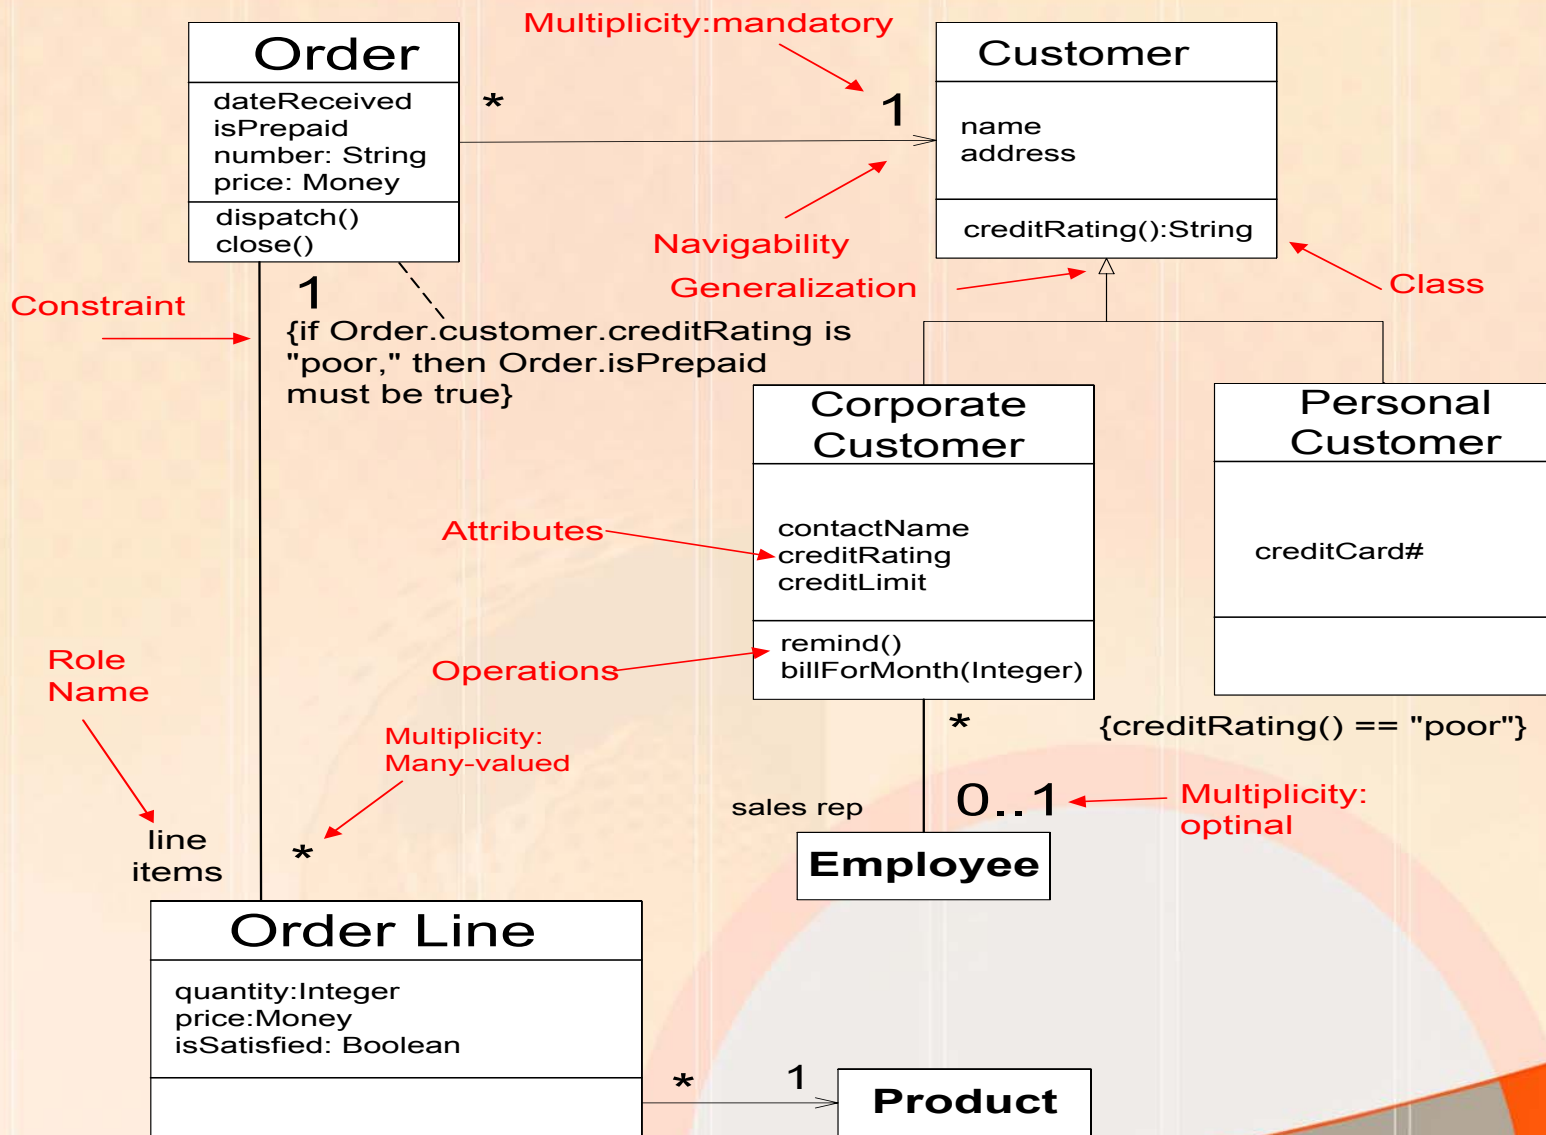 Multiplicity:mandatory
Order
dateReceived
isPrepaid
number: String
price: Money
dispatch()
close()
*
1
Customer
name
address
creditRating():String
Navigability
Generalization
Class
Constraint
1
{if Order.customer.creditRating is
"poor," then Order.isPrepaid
must be true}
Corporate
Customer
contactName
creditRating
creditLimit
remind()
billForMonth(Integer)
Personal
Customer
creditCard#
Attributes
Operations
Role
Name
Multiplicity:
Many-valued
*
{creditRating() == "poor"}
sales rep
0..1
Multiplicity:
optinal
line
items
*
Employee
Order Line
quantity:Integer
price:Money
isSatisfied: Boolean
*
1
Product